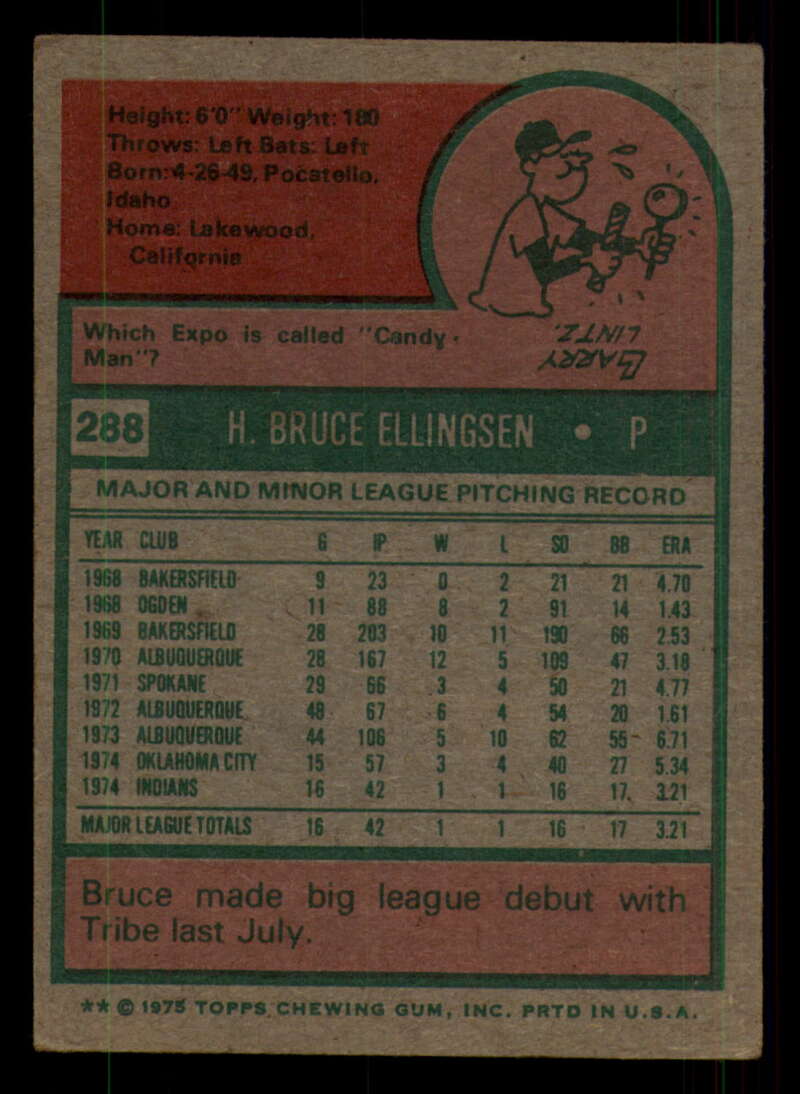 Height: 6'0" Weight: 180
Throws: Left Bats: Left
Born: 4-26-49, Pocatello,
Idaho
Home: Lakewood,
California
Which Expo is called "Candy
Man"?
GARRY
LINTZ.
288 H. BRUCE ELLINGSEN • P
MAJOR AND MINOR LEAGUE PITCHING RECORD
YEAR CLUB G IP W L SO BB ERA
1968 BAKERSFIELD 9 23 0 2 21 21 4.70
1968 OGDEN 11 88 8 2 91 14 1.43
1969 BAKERSFIELD 28 203 10 11 190 66 2.53
1970 ALBUQUERQUE 28 167 12 5 109 47 3.18
1971 SPOKANE 29 66 3 4 50 21 4.77
1972 ALBUQUERQUE 48 67 6 4 54 20 1.61
1973 ALBUQUERQUE 44 106 5 10 62 55 6.71
1974 OKLAHOMA CITY 15 57 3 4 40 27 5.34
1974 INDIANS 16 42 1 1 16 17 3.21
MAJOR LEAGUE TOTALS 16 42 1 1 16 17 3.21
Bruce made big league debut with
Tribe last July.
** © 1975 TOPPS CHEWING GUM, INC. PRTD IN U.S.A.